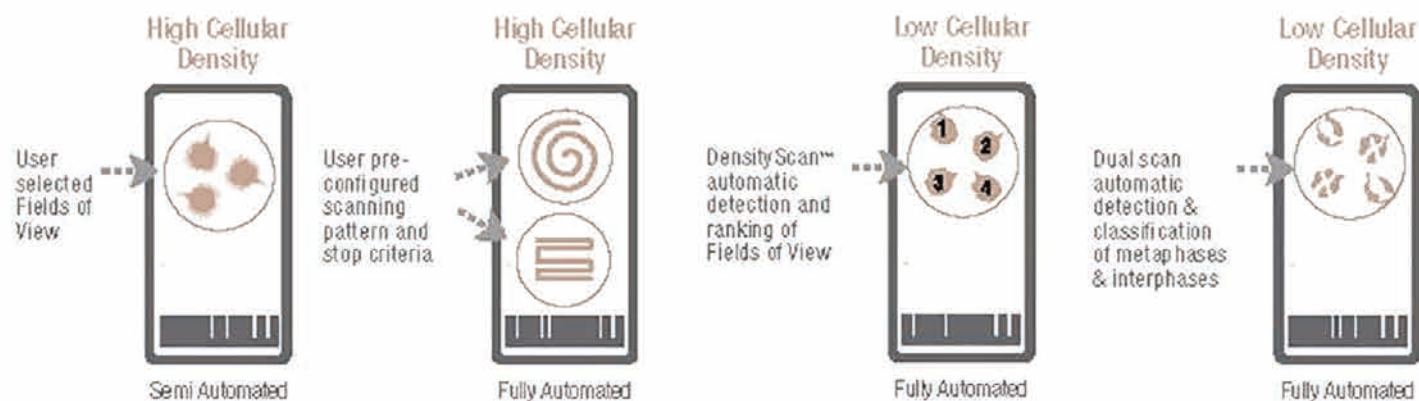 High Cellular
Density
User
selected
Fields of
View
Semi Automated
High Cellular
Density
User pre-
configured
scanning
pattern and
stop criteria
Fully Automated
Low Cellular
Density
DensityScan™
automatic
detection and
ranking of
Fields of View
1
2
3
4
Fully Automated
Low Cellular
Density
Dual scan
automatic
detection &
classification
of metaphases
& interphases
Fully Automated